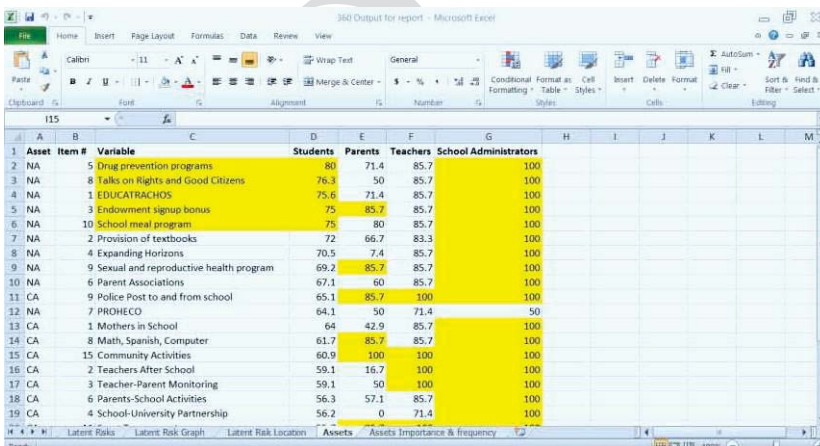 360 Output for report - Microsoft Excel
File Home Insert Page Layout Formulas Data Review View
Calibri 11 A A Wrap Text General Σ AutoSum
Fill
Paste B I U A Merge & Center $ % , Conditional Format as Cell Insert Delete Format Clear Sort & Find &
Formatting Table Styles Filter Select
Clipboard Font Alignment Number Styles Cells Editing
I15 fx
A B C D E F G H I J K L M
1 Asset Item # Variable Students Parents Teachers School Administrators
2 NA 5 Drug prevention programs 80 71.4 85.7 100
3 NA 8 Talks on Rights and Good Citizens 76.3 50 85.7 100
4 NA 1 EDUCATRACHOS 75.6 71.4 85.7 100
5 NA 3 Endowment signup bonus 75 85.7 85.7 100
6 NA 10 School meal program 75 80 85.7 100
7 NA 2 Provision of textbooks 72 66.7 83.3 100
8 NA 4 Expanding Horizons 70.5 7.4 85.7 100
9 NA 9 Sexual and reproductive health program 69.2 85.7 85.7 100
10 NA 6 Parent Associations 67.1 60 85.7 100
11 CA 9 Police Post to and from school 65.1 85.7 100 100
12 NA 7 PROHECO 64.1 50 71.4 50
13 CA 1 Mothers in School 64 42.9 85.7 100
14 CA 8 Math, Spanish, Computer 61.7 85.7 85.7 100
15 CA 15 Community Activities 60.9 100 100 100
16 CA 2 Teachers After School 59.1 16.7 100 100
17 CA 3 Teacher-Parent Monitoring 59.1 50 100 100
18 CA 6 Parents-School Activities 56.3 57.1 85.7 100
19 CA 4 School-University Partnership 56.2 0 71.4 100
Latent Risks Latent Risk Graph Latent Risk Location Assets Assets Importance & frequency